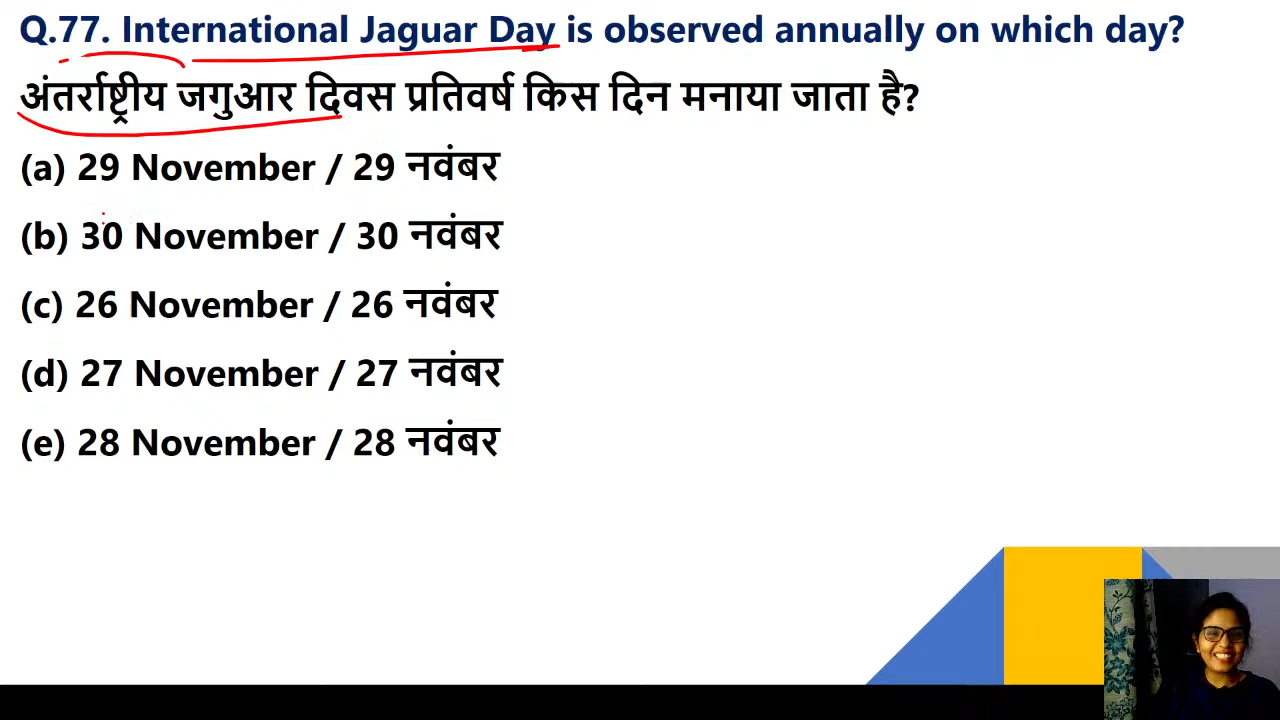 Q.77. International Jaguar Day is observed annually on which day?
अंतर्राष्ट्रीय जगुआर दिवस प्रतिवर्ष किस दिन मनाया जाता है?
(a) 29 November / 29 नवंबर
(b) 30 November / 30 नवंबर
(c) 26 November / 26 नवंबर
(d) 27 November / 27 नवंबर
(e) 28 November / 28 नवंबर